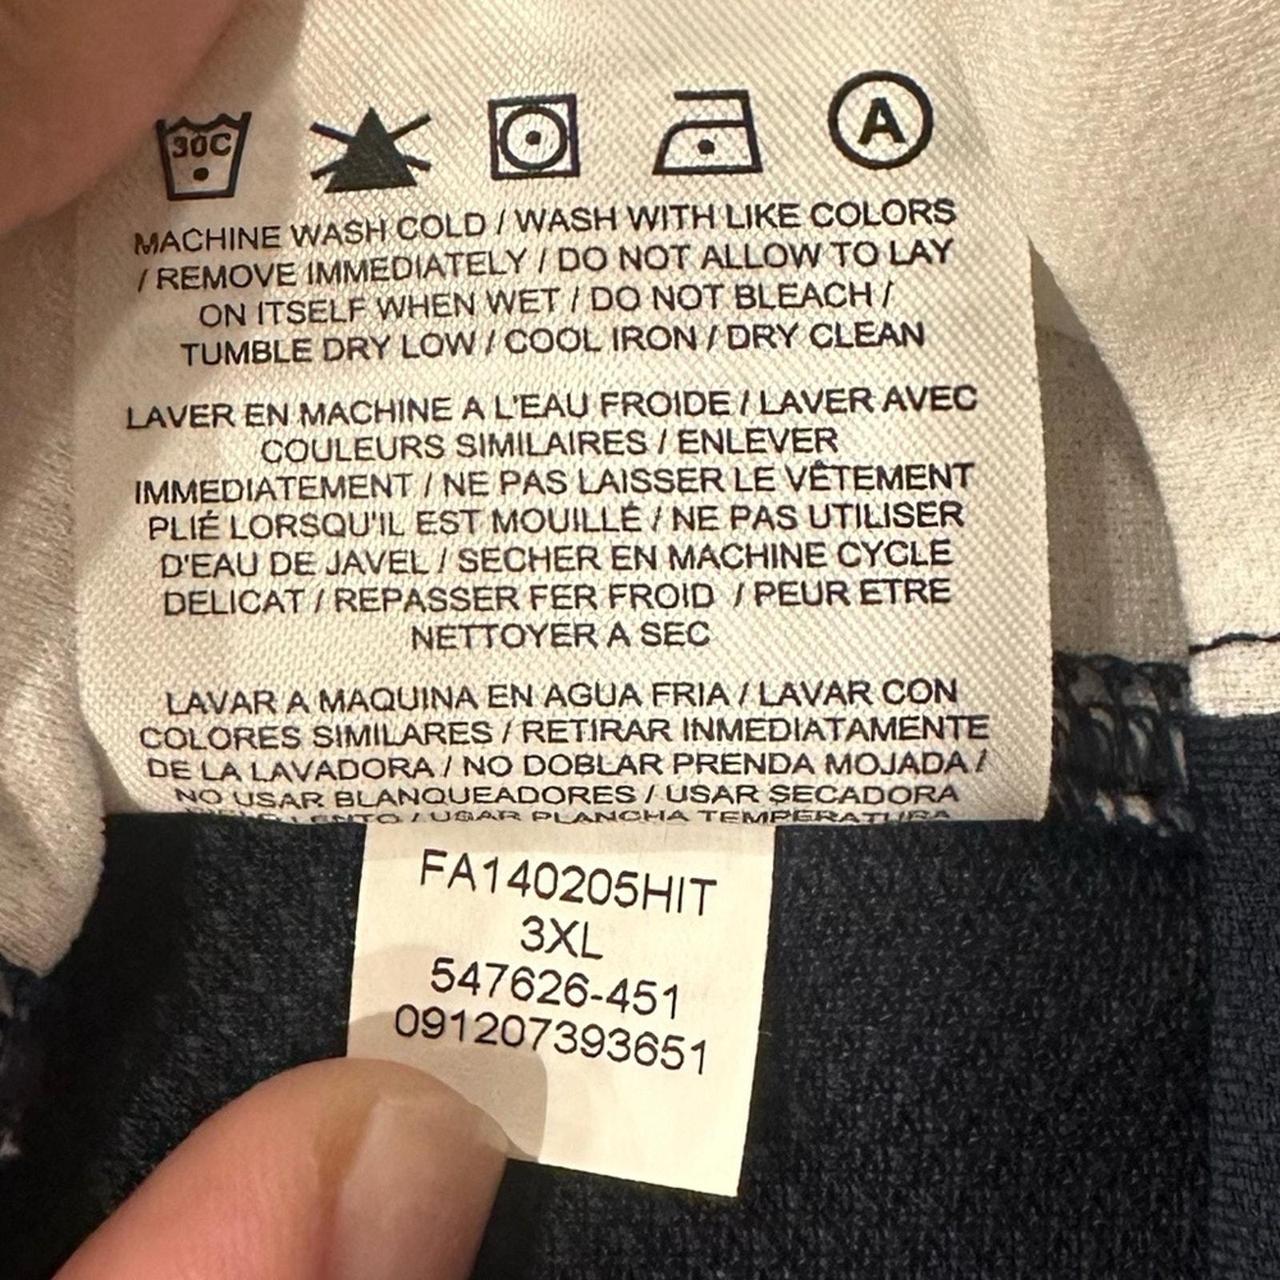 30C
A
MACHINE WASH COLD / WASH WITH LIKE COLORS
/ REMOVE IMMEDIATELY / DO NOT ALLOW TO LAY
ON ITSELF WHEN WET / DO NOT BLEACH /
TUMBLE DRY LOW / COOL IRON / DRY CLEAN
LAVER EN MACHINE A L'EAU FROIDE / LAVER AVEC
COULEURS SIMILAIRES / ENLEVER
IMMEDIATEMENT / NE PAS LAISSER LE VÊTEMENT
PLIÉ LORSQU'IL EST MOUILLÉ / NE PAS UTILISER
D'EAU DE JAVEL / SECHER EN MACHINE CYCLE
DELICAT / REPASSER FER FROID / PEUR ETRE
NETTOYER A SEC
LAVAR A MAQUINA EN AGUA FRIA / LAVAR CON
COLORES SIMILARES / RETIRAR INMEDIATAMENTE
DE LA LAVADORA / NO DOBLAR PRENDA MOJADA /
NO USAR BLANQUEADORES / USAR SECADORA
LENTO / USAR PLANCHA TEMPERATURA
FA140205HIT
3XL
547626-451
091207393651